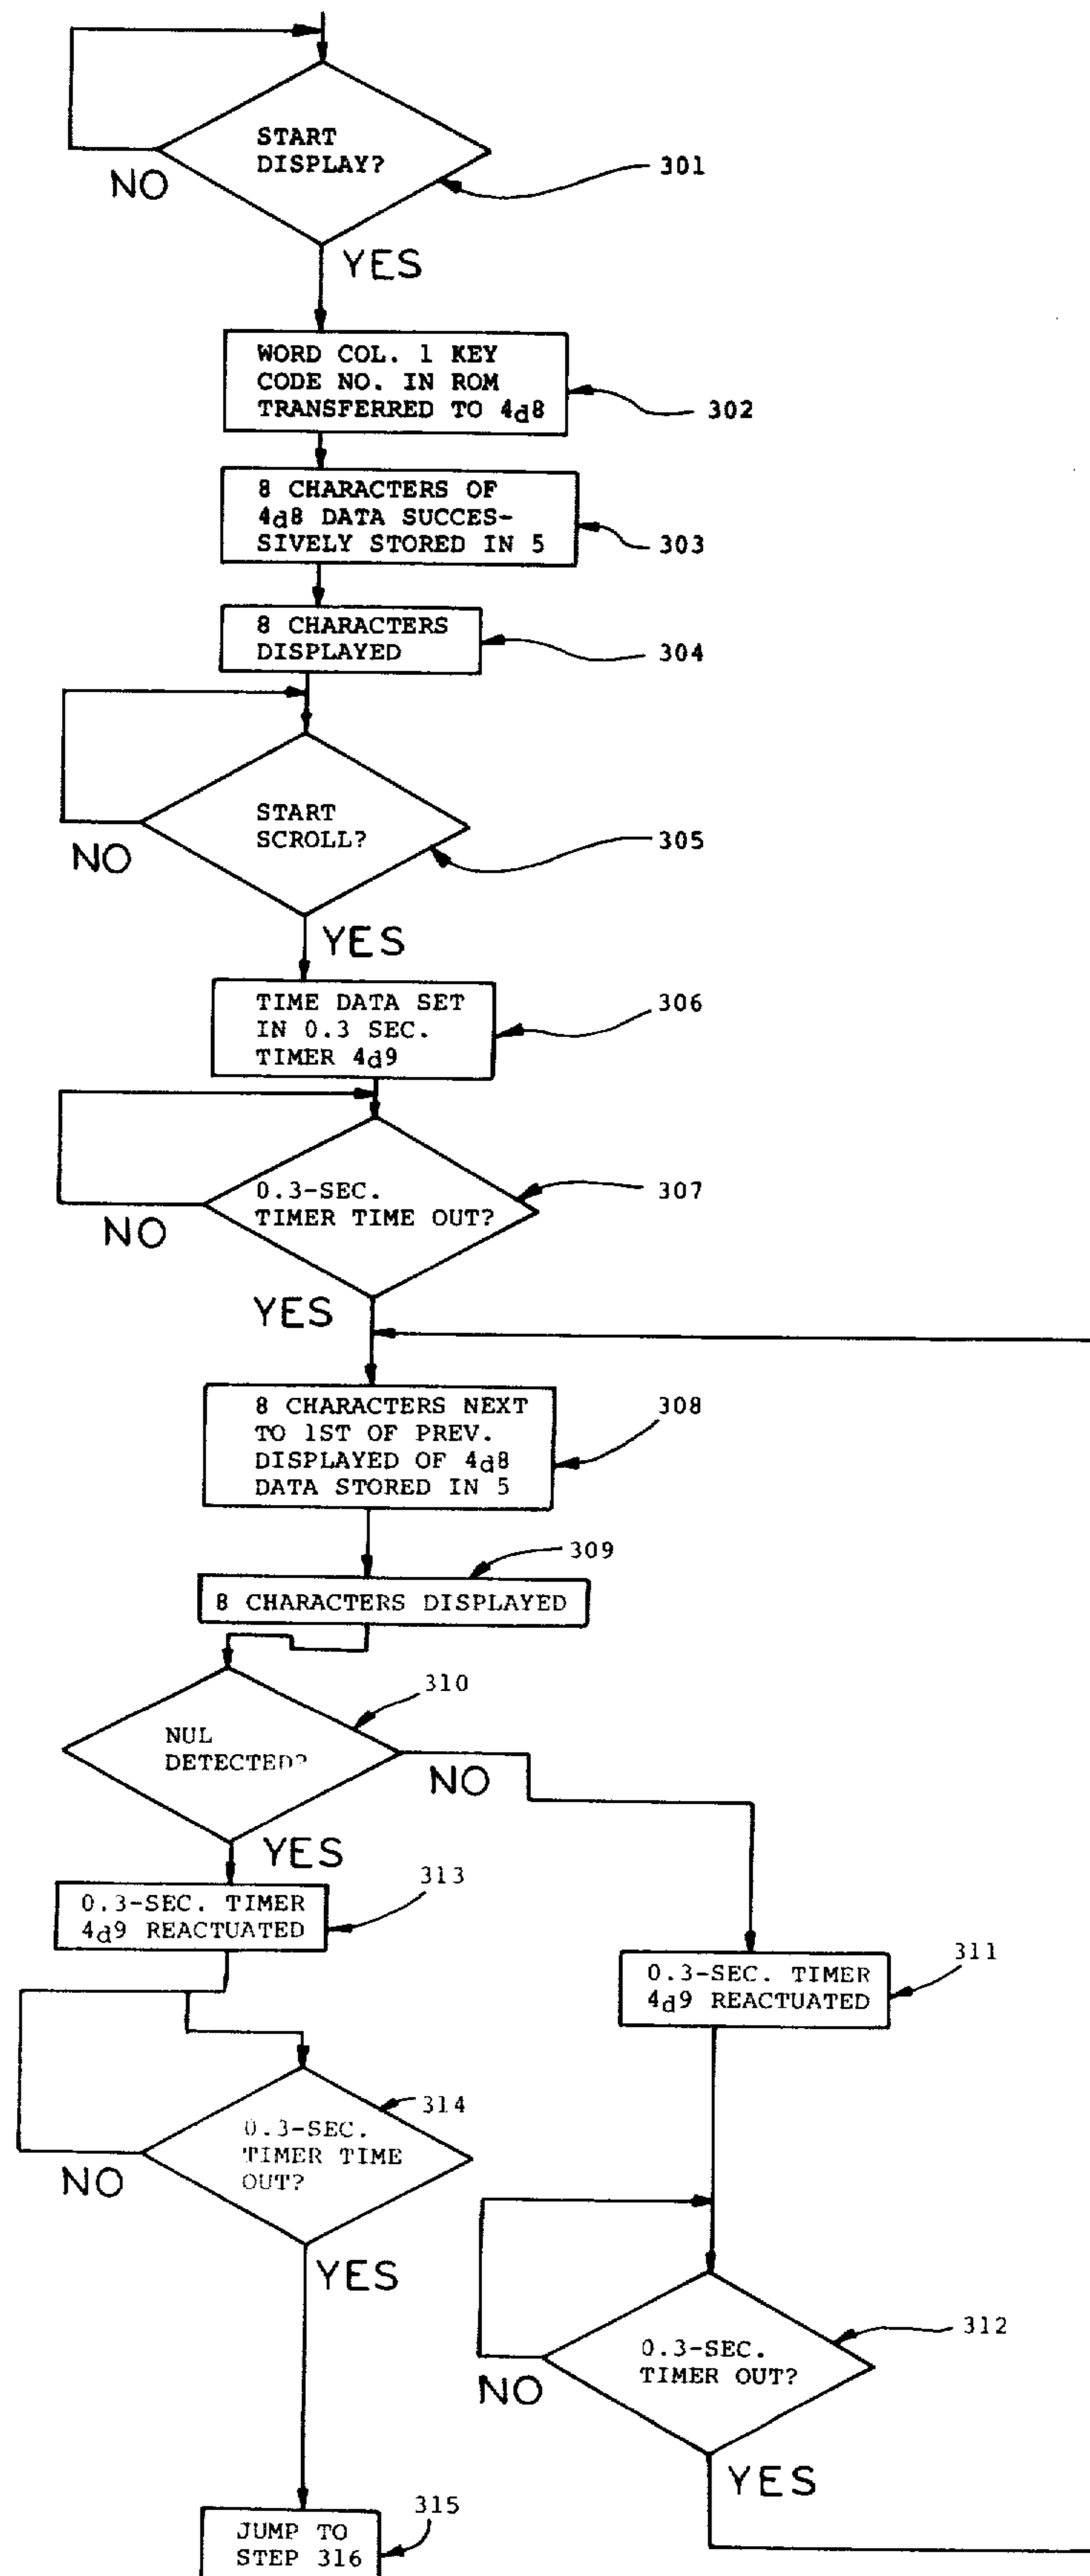 START
DISPLAY?
301
NO
YES
WORD COL. 1 KEY
CODE NO. IN ROM
TRANSFERRED TO 4d8
302
8 CHARACTERS OF
4d8 DATA SUCCES-
SIVELY STORED IN 5
303
8 CHARACTERS
DISPLAYED
304
START
SCROLL?
305
NO
YES
TIME DATA SET
IN 0.3 SEC.
TIMER 4d9
306
0.3-SEC.
TIMER TIME OUT?
307
NO
YES
8 CHARACTERS NEXT
TO 1ST OF PREV.
DISPLAYED OF 4d8
DATA STORED IN 5
308
309
8 CHARACTERS DISPLAYED
310
NUL
DETECTED?
NO
YES
313
0.3-SEC. TIMER
4d9 REACTUATED
311
0.3-SEC. TIMER
4d9 REACTUATED
314
0.3-SEC.
TIMER TIME
OUT?
NO
YES
312
0.3-SEC.
TIMER OUT?
NO
YES
315
JUMP TO
STEP 316